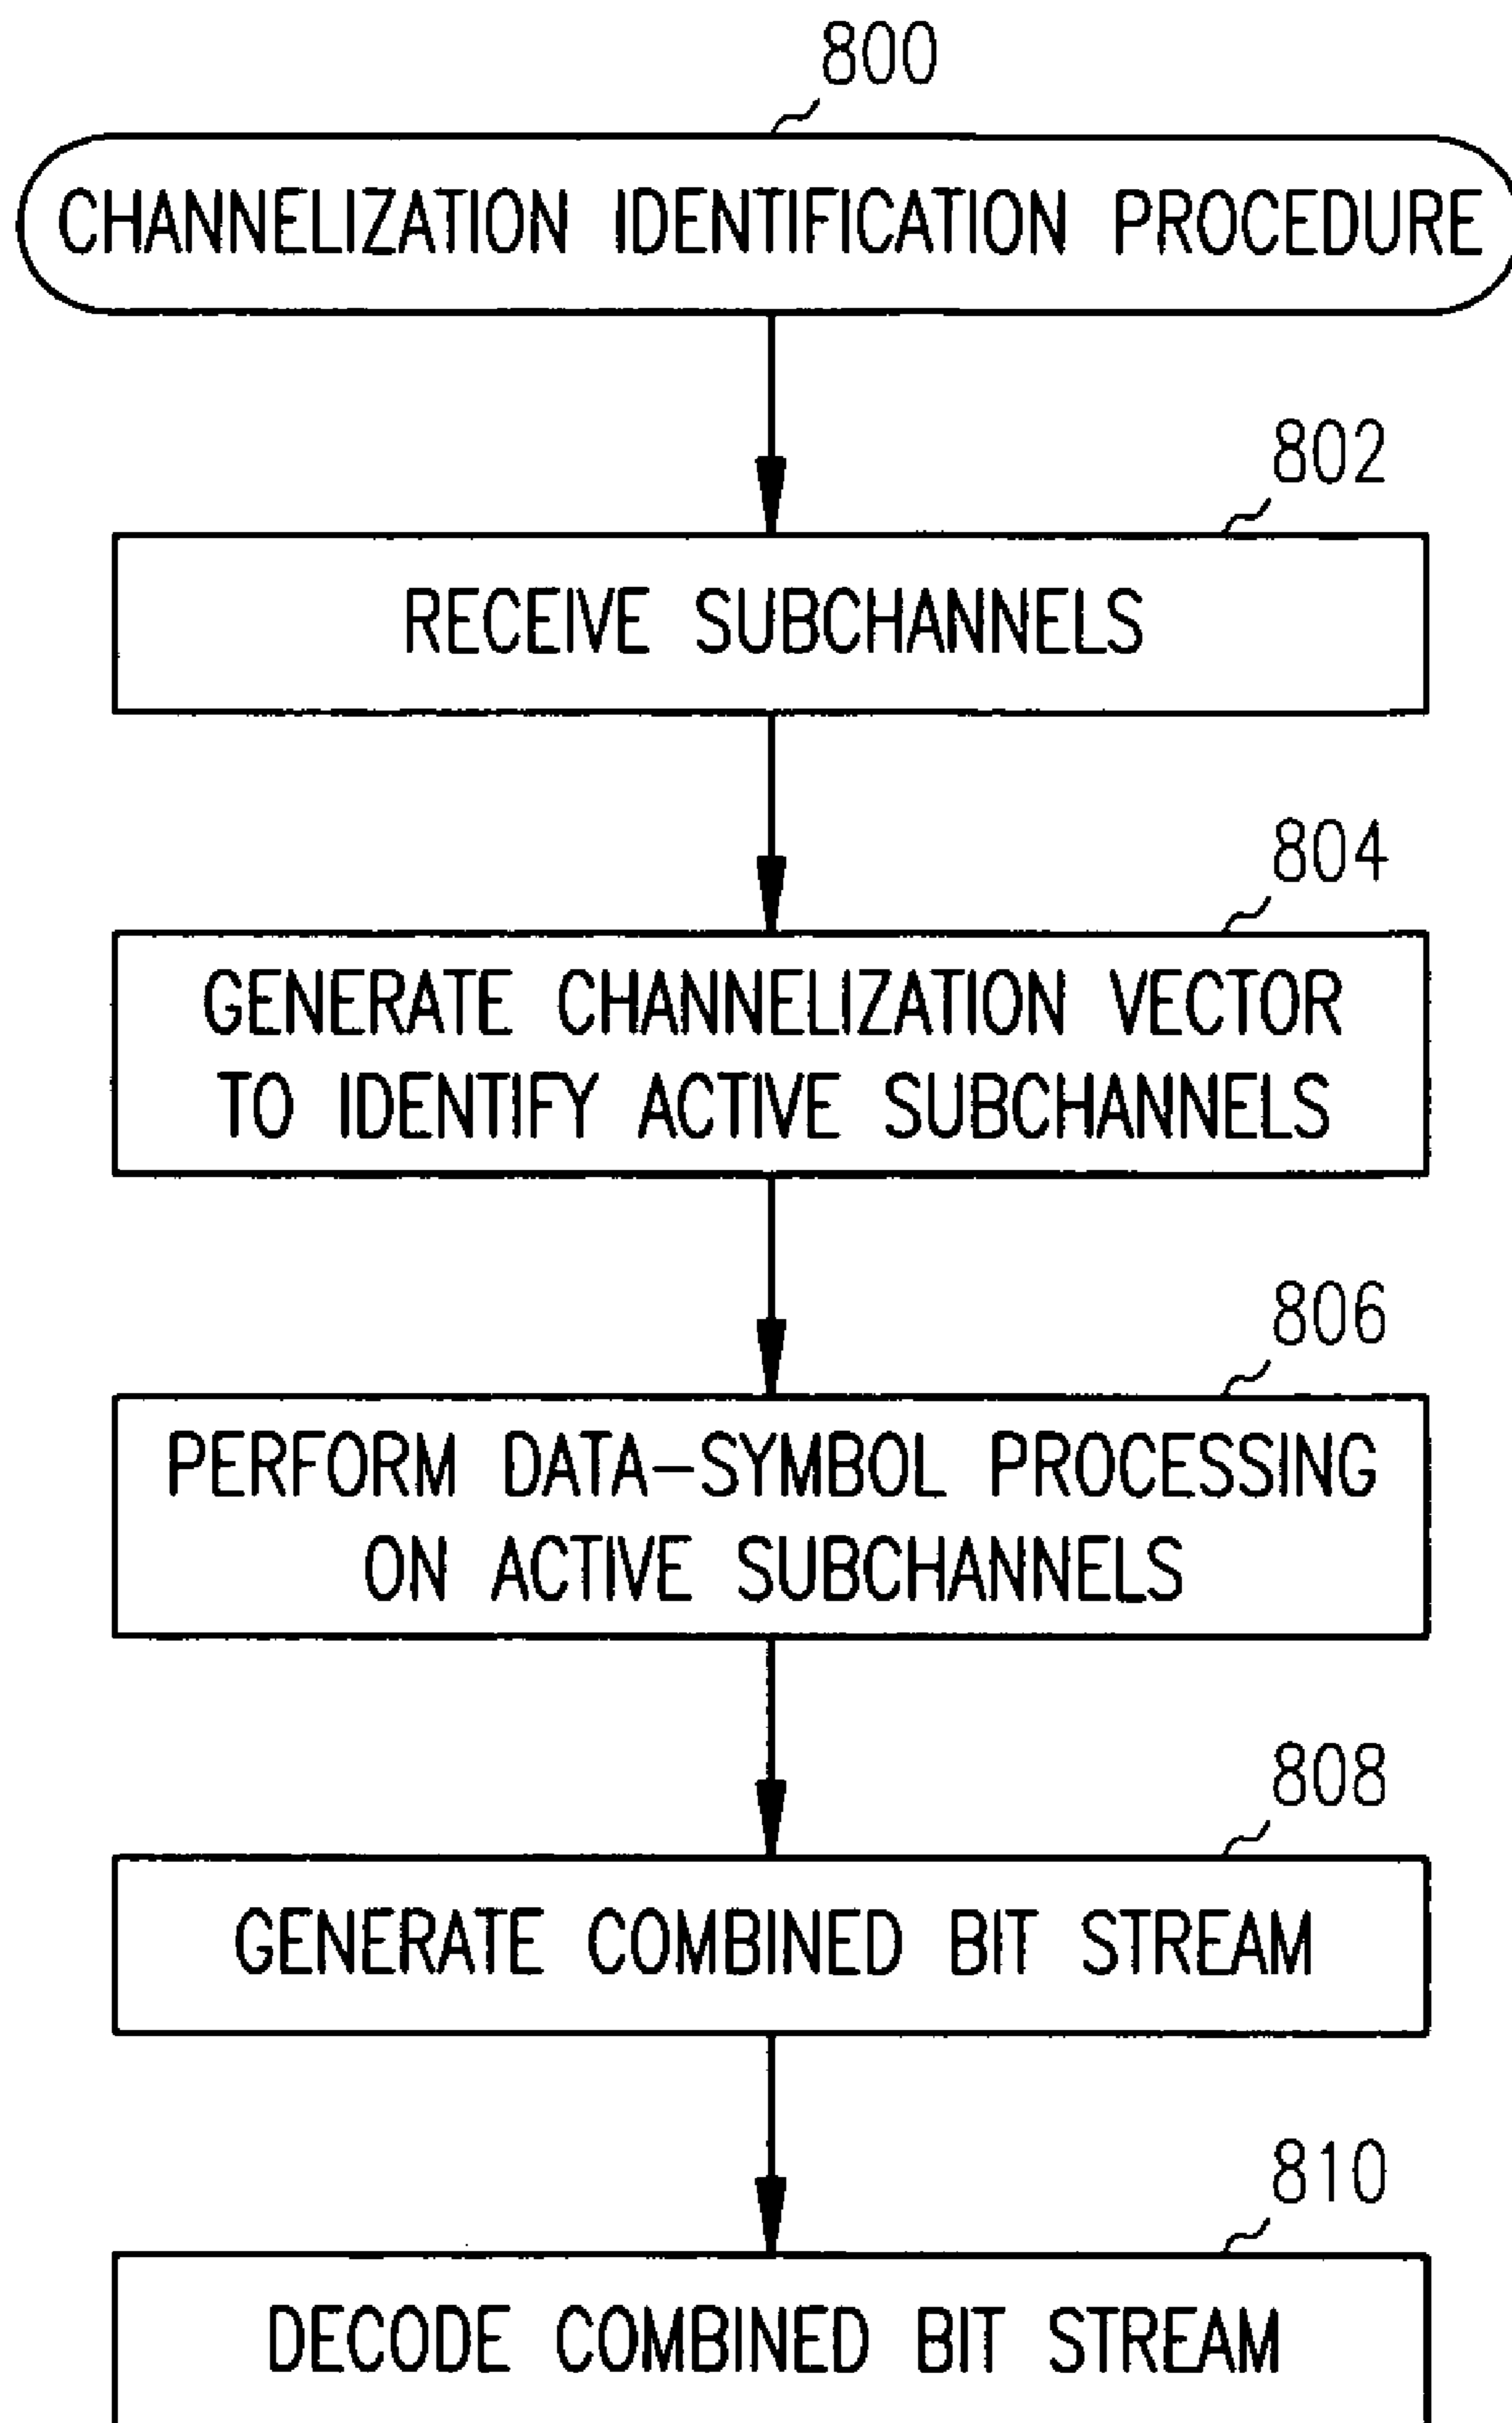 800
CHANNELIZATION IDENTIFICATION PROCEDURE
802
RECEIVE SUBCHANNELS
804
GENERATE CHANNELIZATION VECTOR
TO IDENTIFY ACTIVE SUBCHANNELS
806
PERFORM DATA-SYMBOL PROCESSING
ON ACTIVE SUBCHANNELS
808
GENERATE COMBINED BIT STREAM
810
DECODE COMBINED BIT STREAM